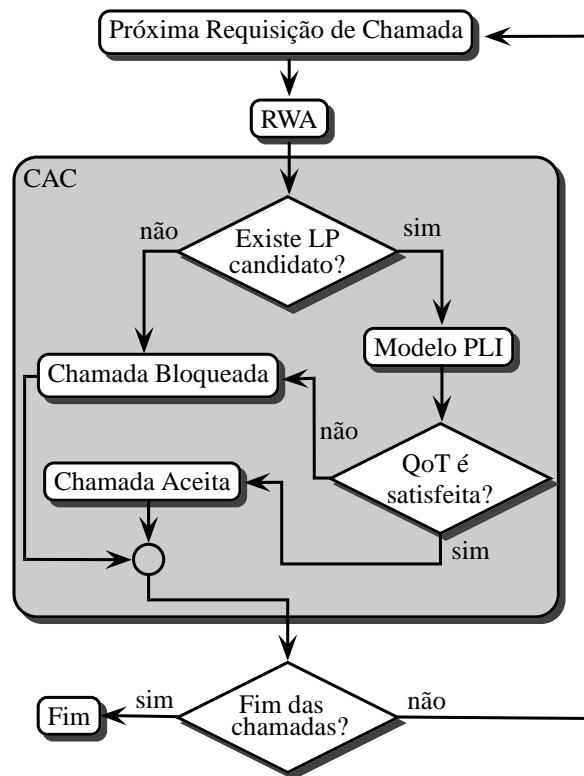 Próxima Requisição de Chamada
RWA
CAC
não
sim
Existe LP
candidato?
Modelo PLI
Chamada Bloqueada
não
QoT é
satisfeita?
Chamada Aceita
sim
sim
Fim das
chamadas?
não
Fim